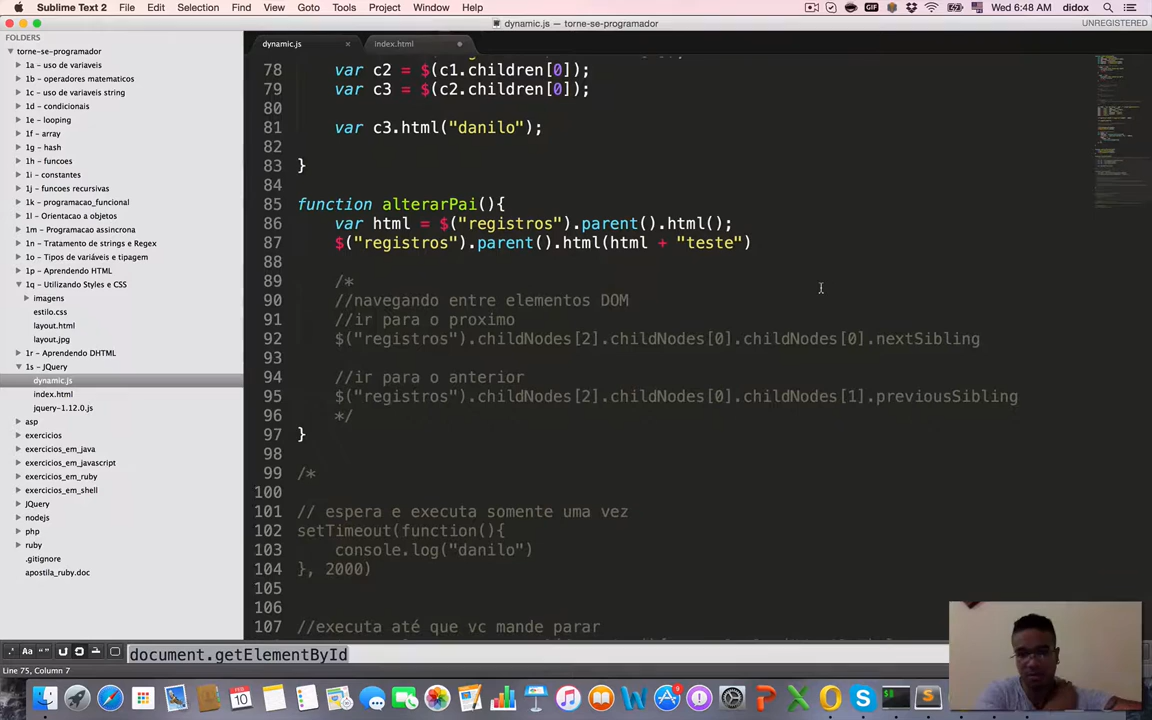 Sublime Text 2 File Edit Selection Find View Goto Tools Project Window Help Wed 6:48 AM didox
dynamic.js — torne-se-programador
UNREGISTERED
FOLDERS
torne-se-programador
1a - uso de variaveis
1b - operadores matematicos
1c - uso de variaveis string
1d - condicionais
1e - looping
1f - array
1g - hash
1h - funcoes
1i - constantes
1j - funcoes recursivas
1k - programacao_funcional
1l - Orientacao a objetos
1m - Programacao assincrona
1n - Tratamento de strings e Regex
1o - Tipos de variáveis e tipagem
1p - Aprendendo HTML
1q - Utilizando Styles e CSS
imagens
estilo.css
layout.html
layout.jpg
1r - Aprendendo DHTML
1s - JQuery
dynamic.js
index.html
jquery-1.12.0.js
asp
exercicios
exercicios_em_java
exercicios_em_javascript
exercicios_em_ruby
exercicios_em_shell
JQuery
nodejs
php
ruby
.gitignore
apostila_ruby.doc
dynamic.js × index.html
78 var c2 = $(c1.children[0]);
79 var c3 = $(c2.children[0]);
80
81 var c3.html("danilo");
82
83 }
84
85 function alterarPai(){
86 var html = $("registros").parent().html();
87 $("registros").parent().html(html + "teste")
88
89 /*
90 //navegando entre elementos DOM
91 //ir para o proximo
92 $("registros").childNodes[2].childNodes[0].childNodes[0].nextSibling
93
94 //ir para o anterior
95 $("registros").childNodes[2].childNodes[0].childNodes[1].previousSibling
96 */
97 }
98
99 /*
100
101 // espera e executa somente uma vez
102 setTimeout(function(){
103 console.log("danilo")
104 }, 2000)
105
106
107 //executa até que vc mande parar
.* Aa “” document.getElementById
Line 75, Column 7